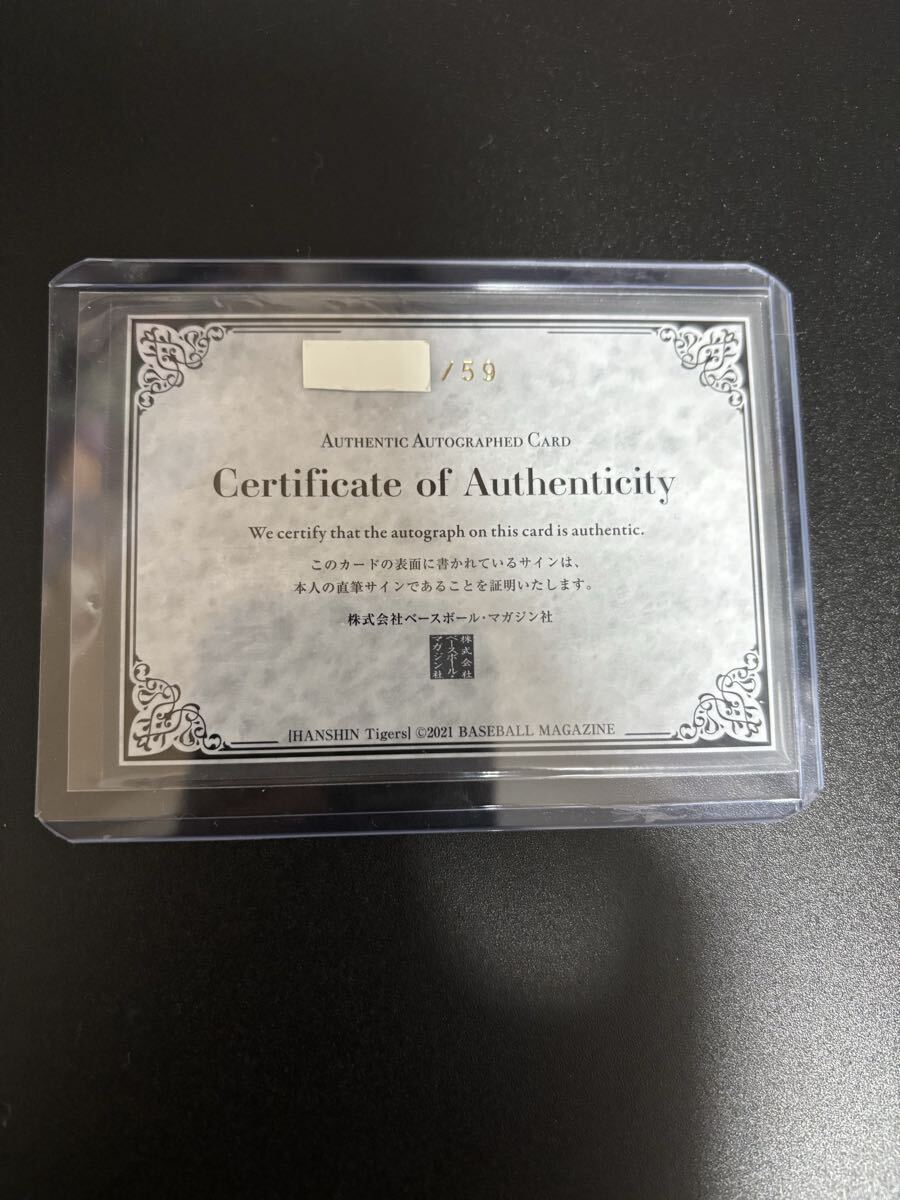 /59
AUTHENTIC AUTOGRAPHED CARD
Certificate of Authenticity
We certify that the autograph on this card is authentic.
このカードの表面に書かれているサインは、
本人の直筆サインであることを証明いたします。
株式会社ベースボール・マガジン社
株式会社
ベースボール・
マガジン社
[HANSHIN Tigers] ©2021 BASEBALL MAGAZINE